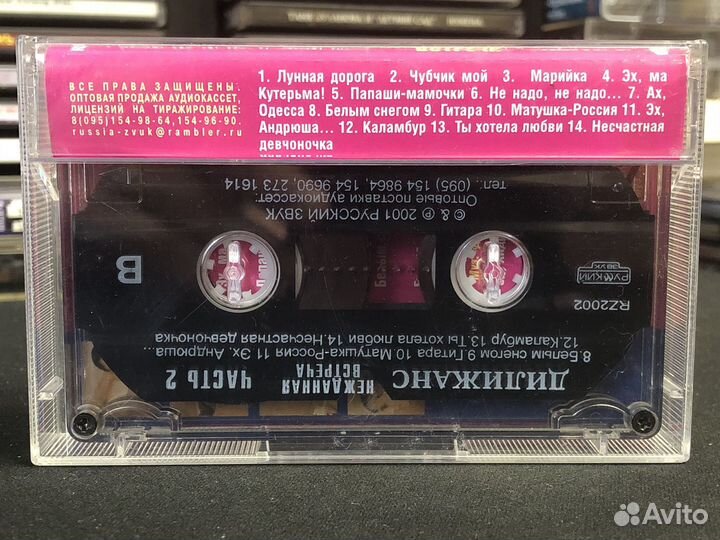 ВСЕ ПРАВА ЗАЩИЩЕНЫ.
ОПТОВАЯ ПРОДАЖА АУДИОКАССЕТ,
ЛИЦЕНЗИЙ НА ТИРАЖИРОВАНИЕ:
8(095)154-98-64,154-96-90.
russia-zvuk@rambler.ru
1. Лунная дорога 2. Чубчик мой 3. Марийка 4. Эх, ма
Кутерьма! 5. Папаши-мамочки 6. Не надо, не надо... 7. Ах,
Одесса 8. Белым снегом 9. Гитара 10. Матушка-Россия 11. Эх,
Андрюша... 12. Каламбур 13. Ты хотела любви 14. Несчастная
девчоночка
ДИЛИЖАНС
НЕЖДАННАЯ
ВСТРЕЧА
ЧАСТЬ 2
8.Белым снегом 9.Гитара 10 Матушка-Россия 11 Эх, Андрюша...
12.Каламбур 13.Ты хотела любви 14.Несчастная девчоночка
RZ2002
РУССКИЙ
ЗВУК
B
© & ℗ 2001 РУССКИЙ ЗВУК
Оптовые поставки аудиокассет:
тел.: (095) 154 9864, 154 9690, 273 1614
Avito